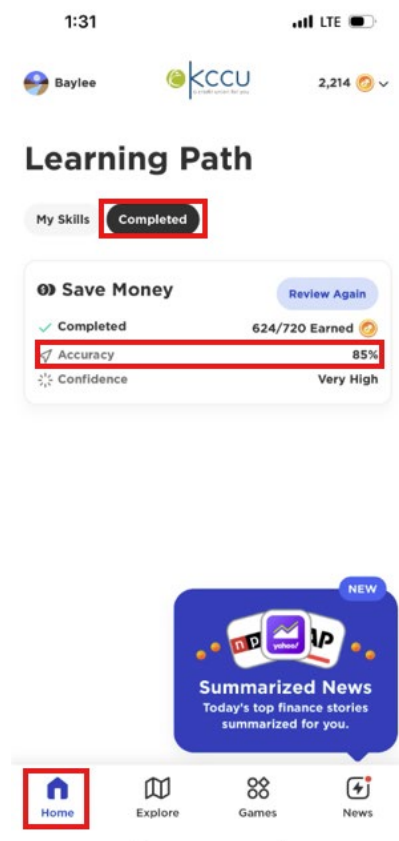 1:31 LTE
Baylee kccu 2,214
a credit union for you
Learning Path
My Skills Completed
Save Money Review Again
Completed 624/720 Earned
Accuracy 85%
Confidence Very High
NEW
yahoo!
AP
Summarized News
Today's top finance stories
summarized for you.
Home Explore Games News